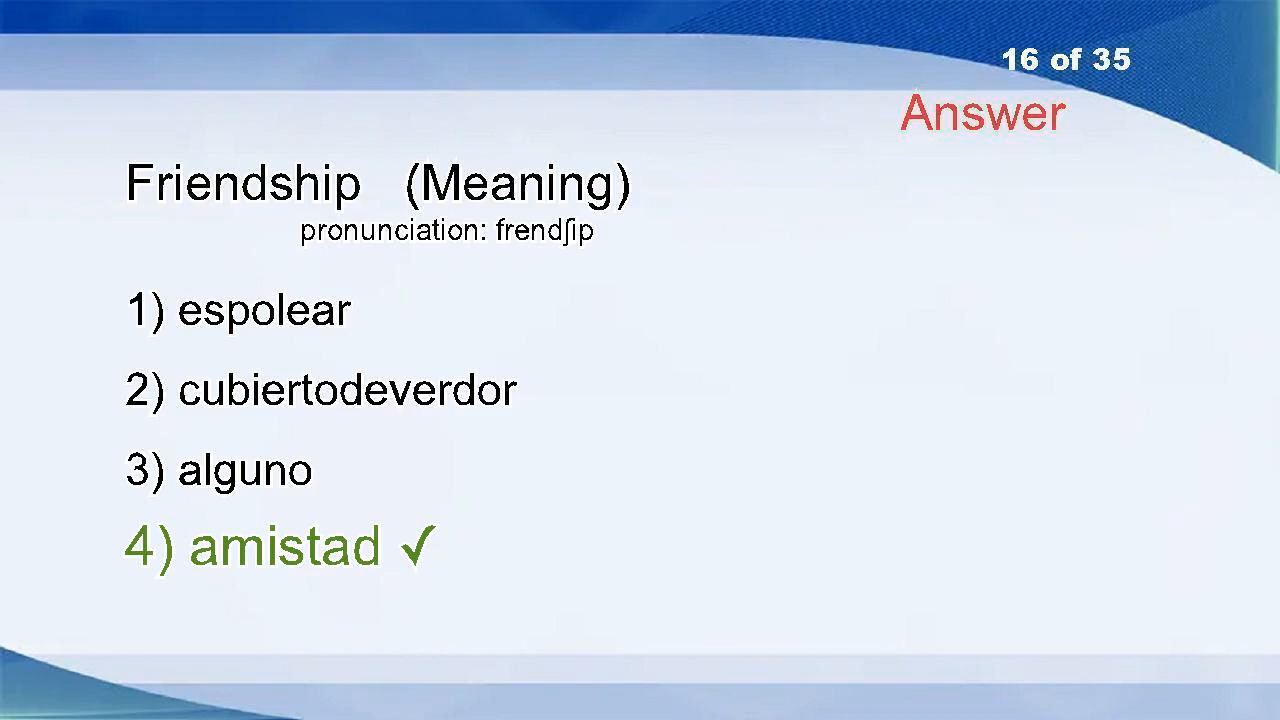 16 of 35
Answer
Friendship (Meaning)
pronunciation: frendʃip
1) espolear
2) cubiertodeverdor
3) alguno
4) amistad ✓